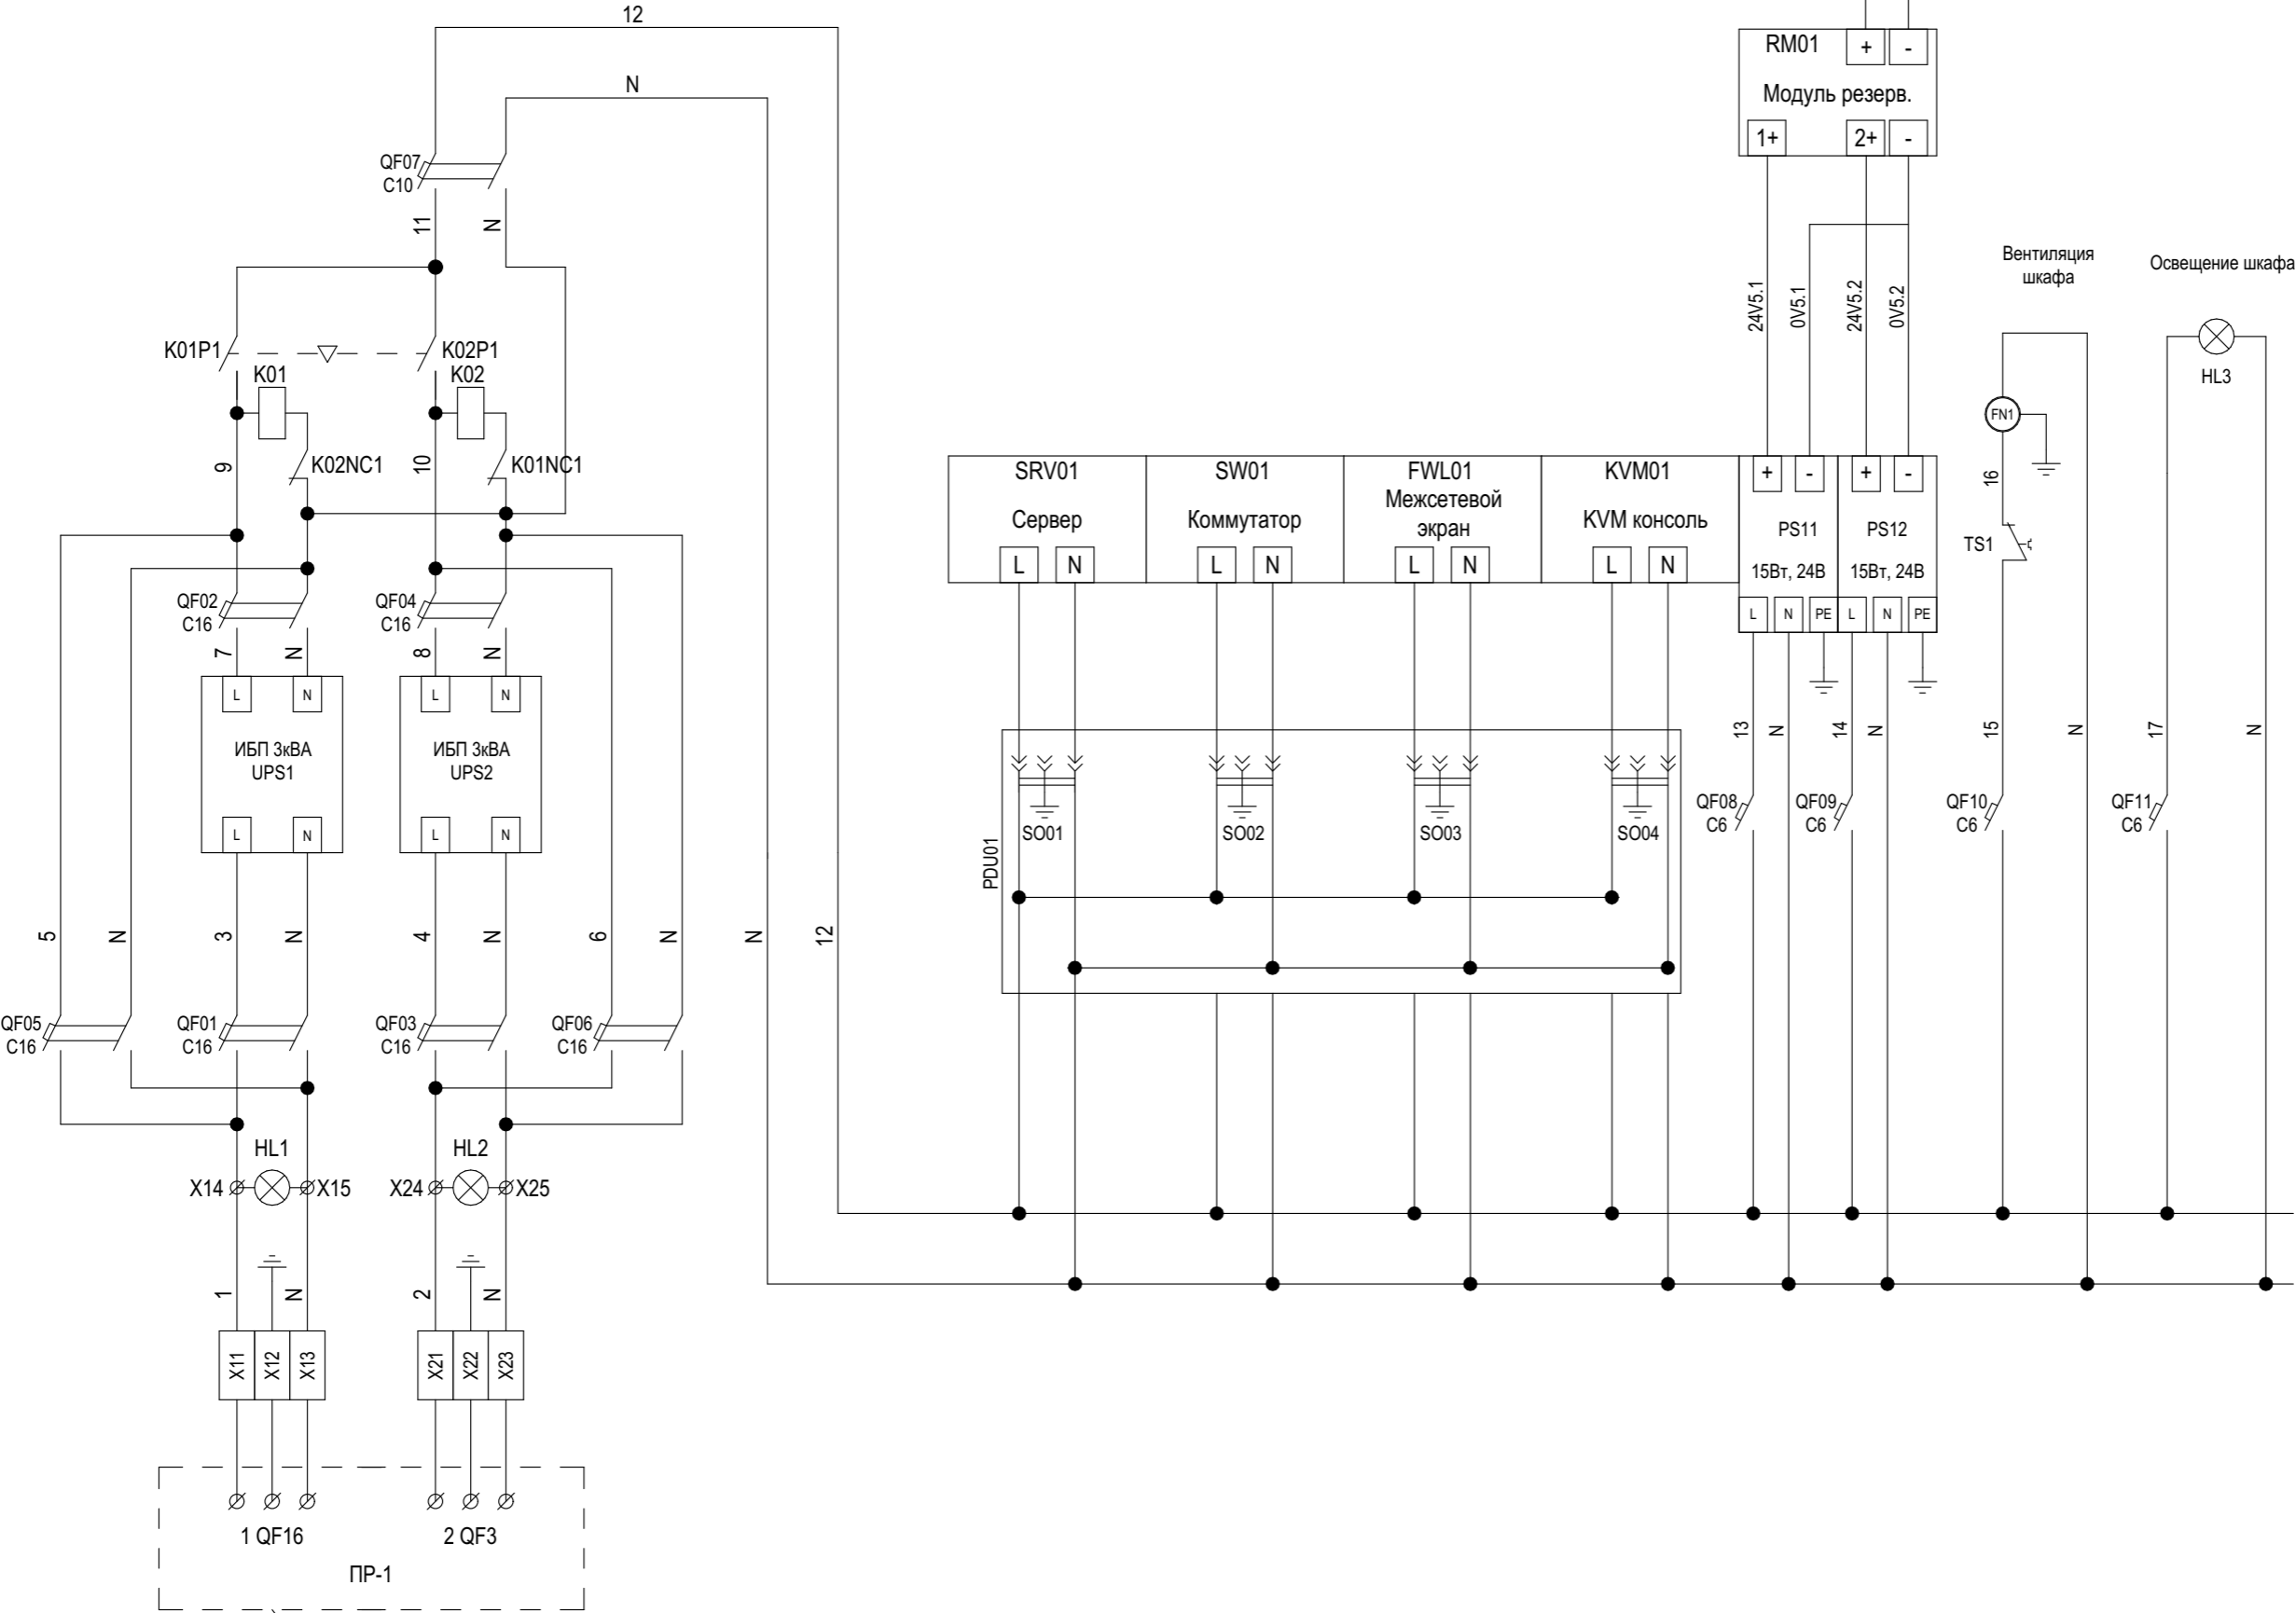 12
N
RM01
+
-
Модуль резерв.
1+
2+
-
QF07
C10
11
N
Вентиляция
шкафа
Освещение шкафа
24V5.1
0V5.1
24V5.2
0V5.2
K01P1
K02P1
K01
K02
HL3
FN1
9
K02NC1
10
K01NC1
16
TS1
SRV01
Сервер
L
N
SW01
Коммутатор
L
N
FWL01
Межсетевой
экран
L
N
KVM01
KVM консоль
L
N
+
-
PS11
15Вт, 24В
L
N
PE
+
-
PS12
15Вт, 24В
L
N
PE
QF02
C16
QF04
C16
7
N
8
N
L
N
ИБП 3кВА
UPS1
L
N
L
N
ИБП 3кВА
UPS2
L
N
13
N
14
N
15
N
17
N
SO01
SO02
SO03
SO04
PDU01
QF08
C6
QF09
C6
QF10
C6
QF11
C6
5
N
3
N
4
N
6
N
N
12
QF05
C16
QF01
C16
QF03
C16
QF06
C16
HL1
X14
X15
HL2
X24
X25
1
N
2
N
X11
X12
X13
X21
X22
X23
1 QF16
2 QF3
ПР-1